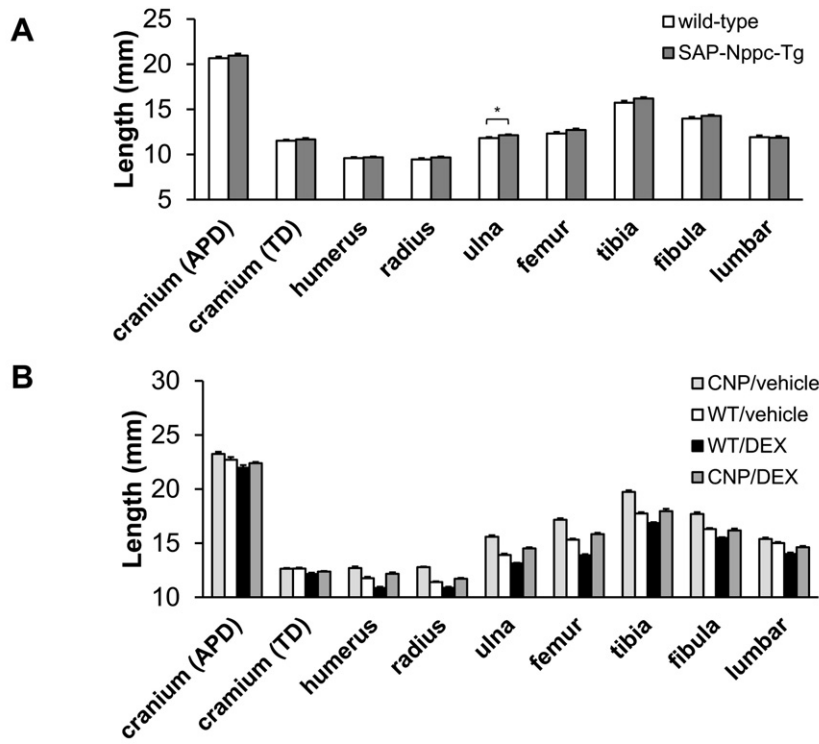 A
Length (mm)
25
20
15
10
5
wild-type
SAP-Nppc-Tg
*
cranium (APD)
cramium (TD)
humerus
radius
ulna
femur
tibia
fibula
lumbar
B
Length (mm)
30
25
20
15
10
CNP/vehicle
WT/vehicle
WT/DEX
CNP/DEX
cranium (APD)
cramium (TD)
humerus
radius
ulna
femur
tibia
fibula
lumbar